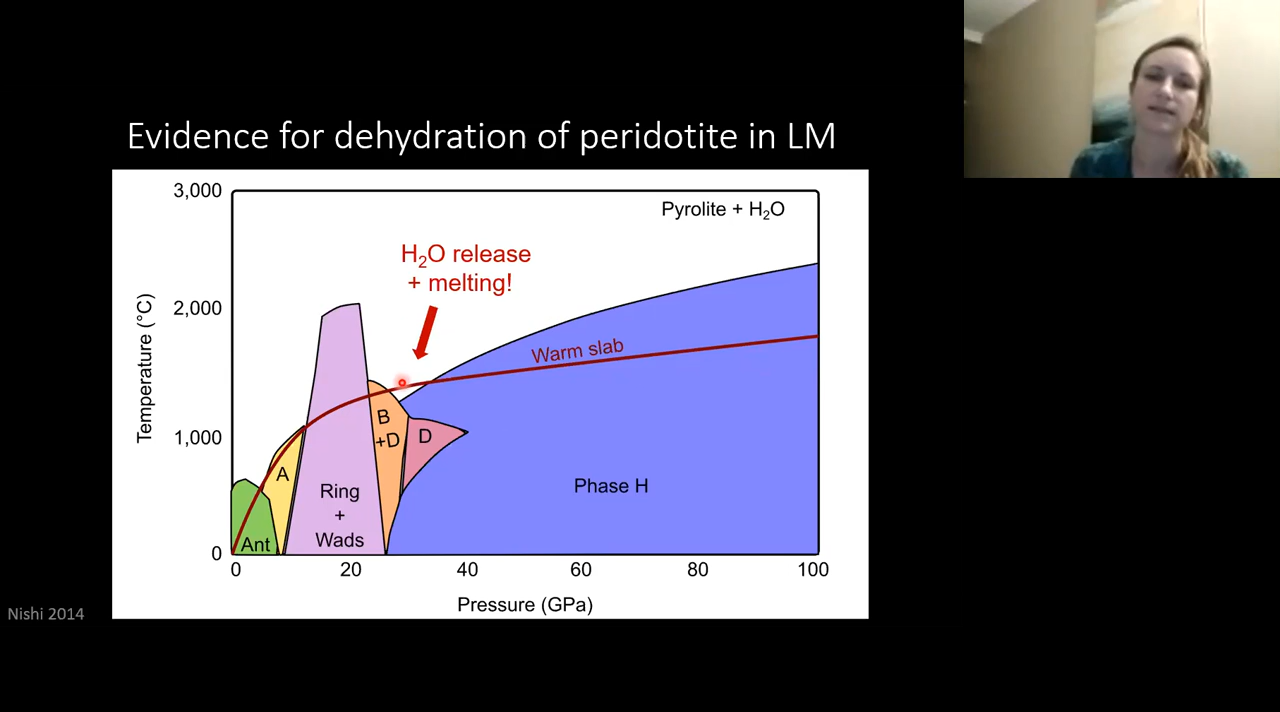 Evidence for dehydration of peridotite in LM
3,000
Pyrolite + H₂O
H₂O release
+ melting!
2,000
Temperature (°C)
Warm slab
1,000
B
+D
D
A
Ring
+
Wads
Phase H
Ant
0
0 20 40 60 80 100
Pressure (GPa)
Nishi 2014